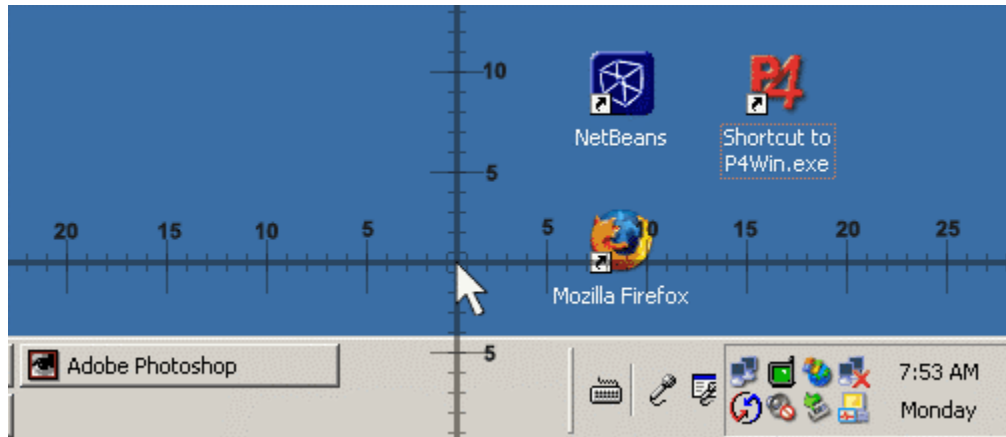 10
NetBeans
P4
Shortcut to
P4Win.exe
5
20 15 10 5 5 10 15 20 25
Mozilla Firefox
Adobe Photoshop
5
7:53 AM
Monday